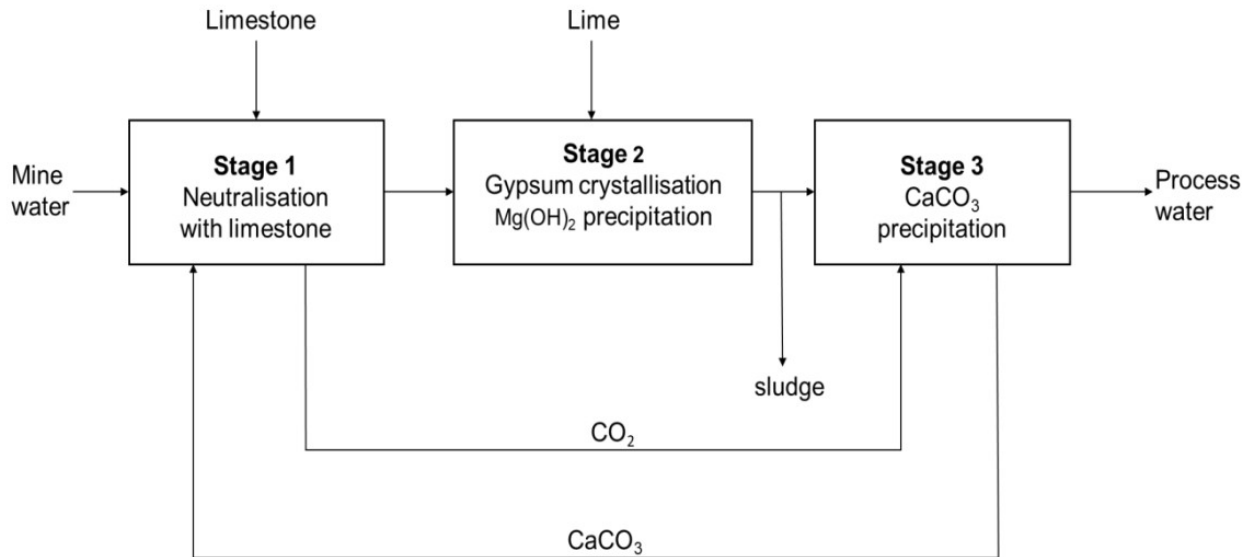 Limestone
Lime
Mine
water
Stage 1
Neutralisation
with limestone
Stage 2
Gypsum crystallisation
Mg(OH)₂ precipitation
Stage 3
CaCO₃
precipitation
Process
water
sludge
CO₂
CaCO₃